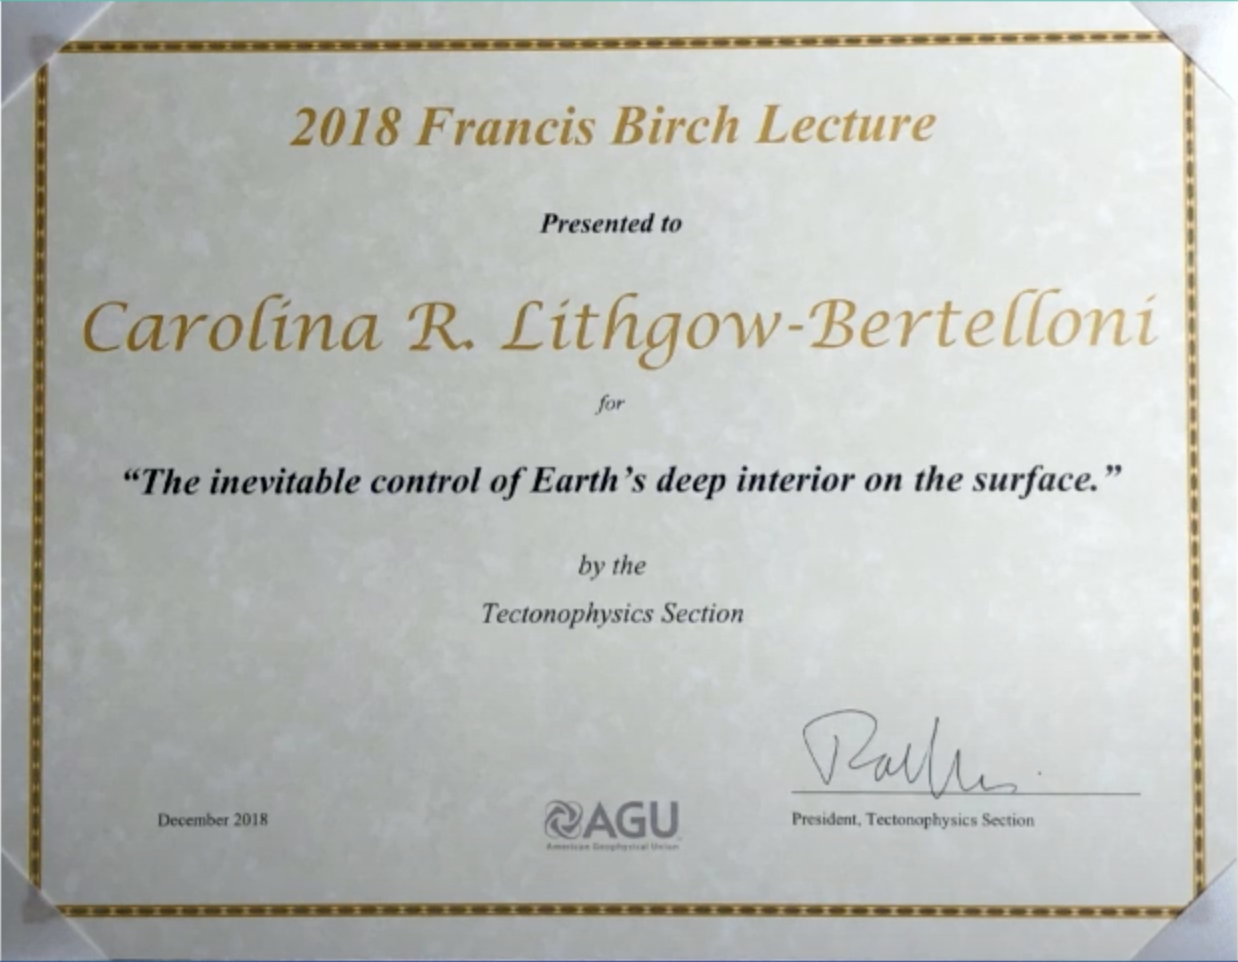 2018 Francis Birch Lecture
Presented to
Carolina R. Lithgow-Bertelloni
for
“The inevitable control of Earth’s deep interior on the surface.”
by the
Tectonophysics Section
December 2018
AGU
American Geophysical Union
President, Tectonophysics Section